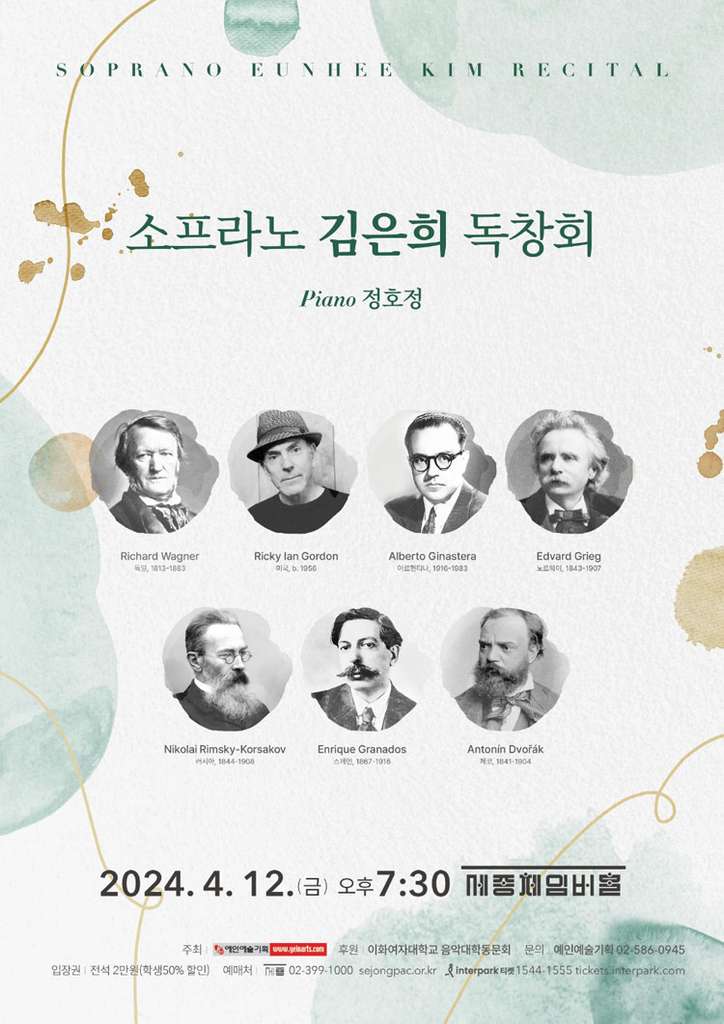 SOPRANO EUNHEE KIM RECITAL
소프라노 김은희 독창회
Piano 정호정
Richard Wagner
독일, 1813-1883
Ricky Ian Gordon
미국, b. 1956
Alberto Ginastera
아르헨티나, 1916-1983
Edvard Grieg
노르웨이, 1843-1907
Nikolai Rimsky-Korsakov
러시아, 1844-1908
Enrique Granados
스페인, 1867-1916
Antonín Dvořák
체코, 1841-1904
2024. 4. 12.(금) 오후7:30 세종체임버홀
주최 | 예인예술기획 www.yeinarts.com 후원 | 이화여자대학교 음악대학동문회 문의 | 예인예술기획 02-586-0945
입장권 | 전석 2만원(학생50% 할인) 예매처 | 02-399-1000 sejongpac.or.kr interpark 티켓 1544-1555 tickets.interpark.com